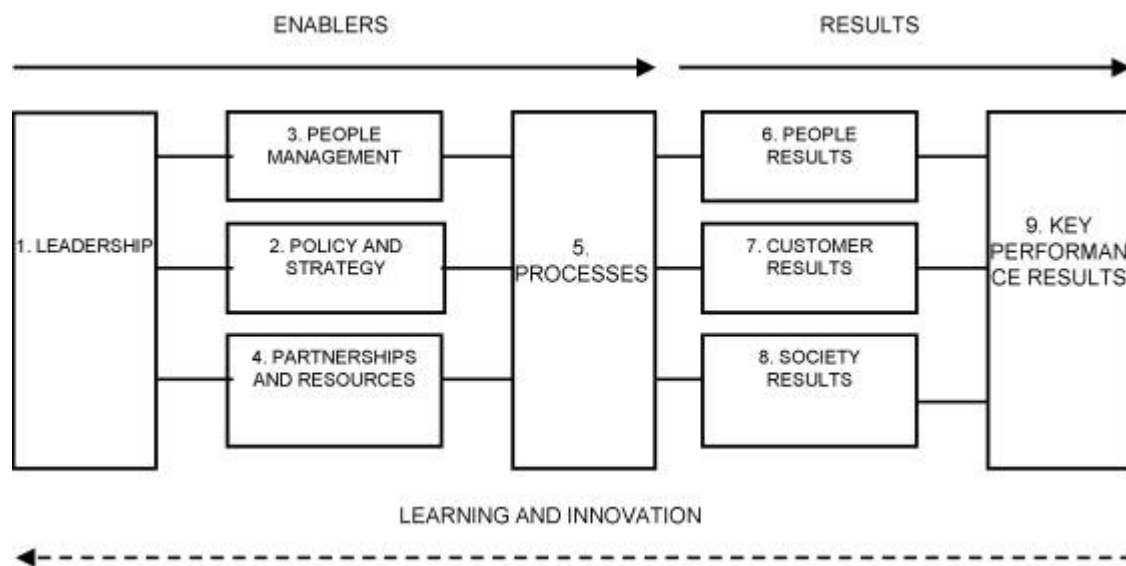 ENABLERS
RESULTS
1. LEADERSHIP
3. PEOPLE
MANAGEMENT
2. POLICY AND
STRATEGY
4. PARTNERSHIPS
AND RESOURCES
5.
PROCESSES
6. PEOPLE
RESULTS
7. CUSTOMER
RESULTS
8. SOCIETY
RESULTS
9. KEY
PERFORMAN
CE RESULTS
LEARNING AND INNOVATION